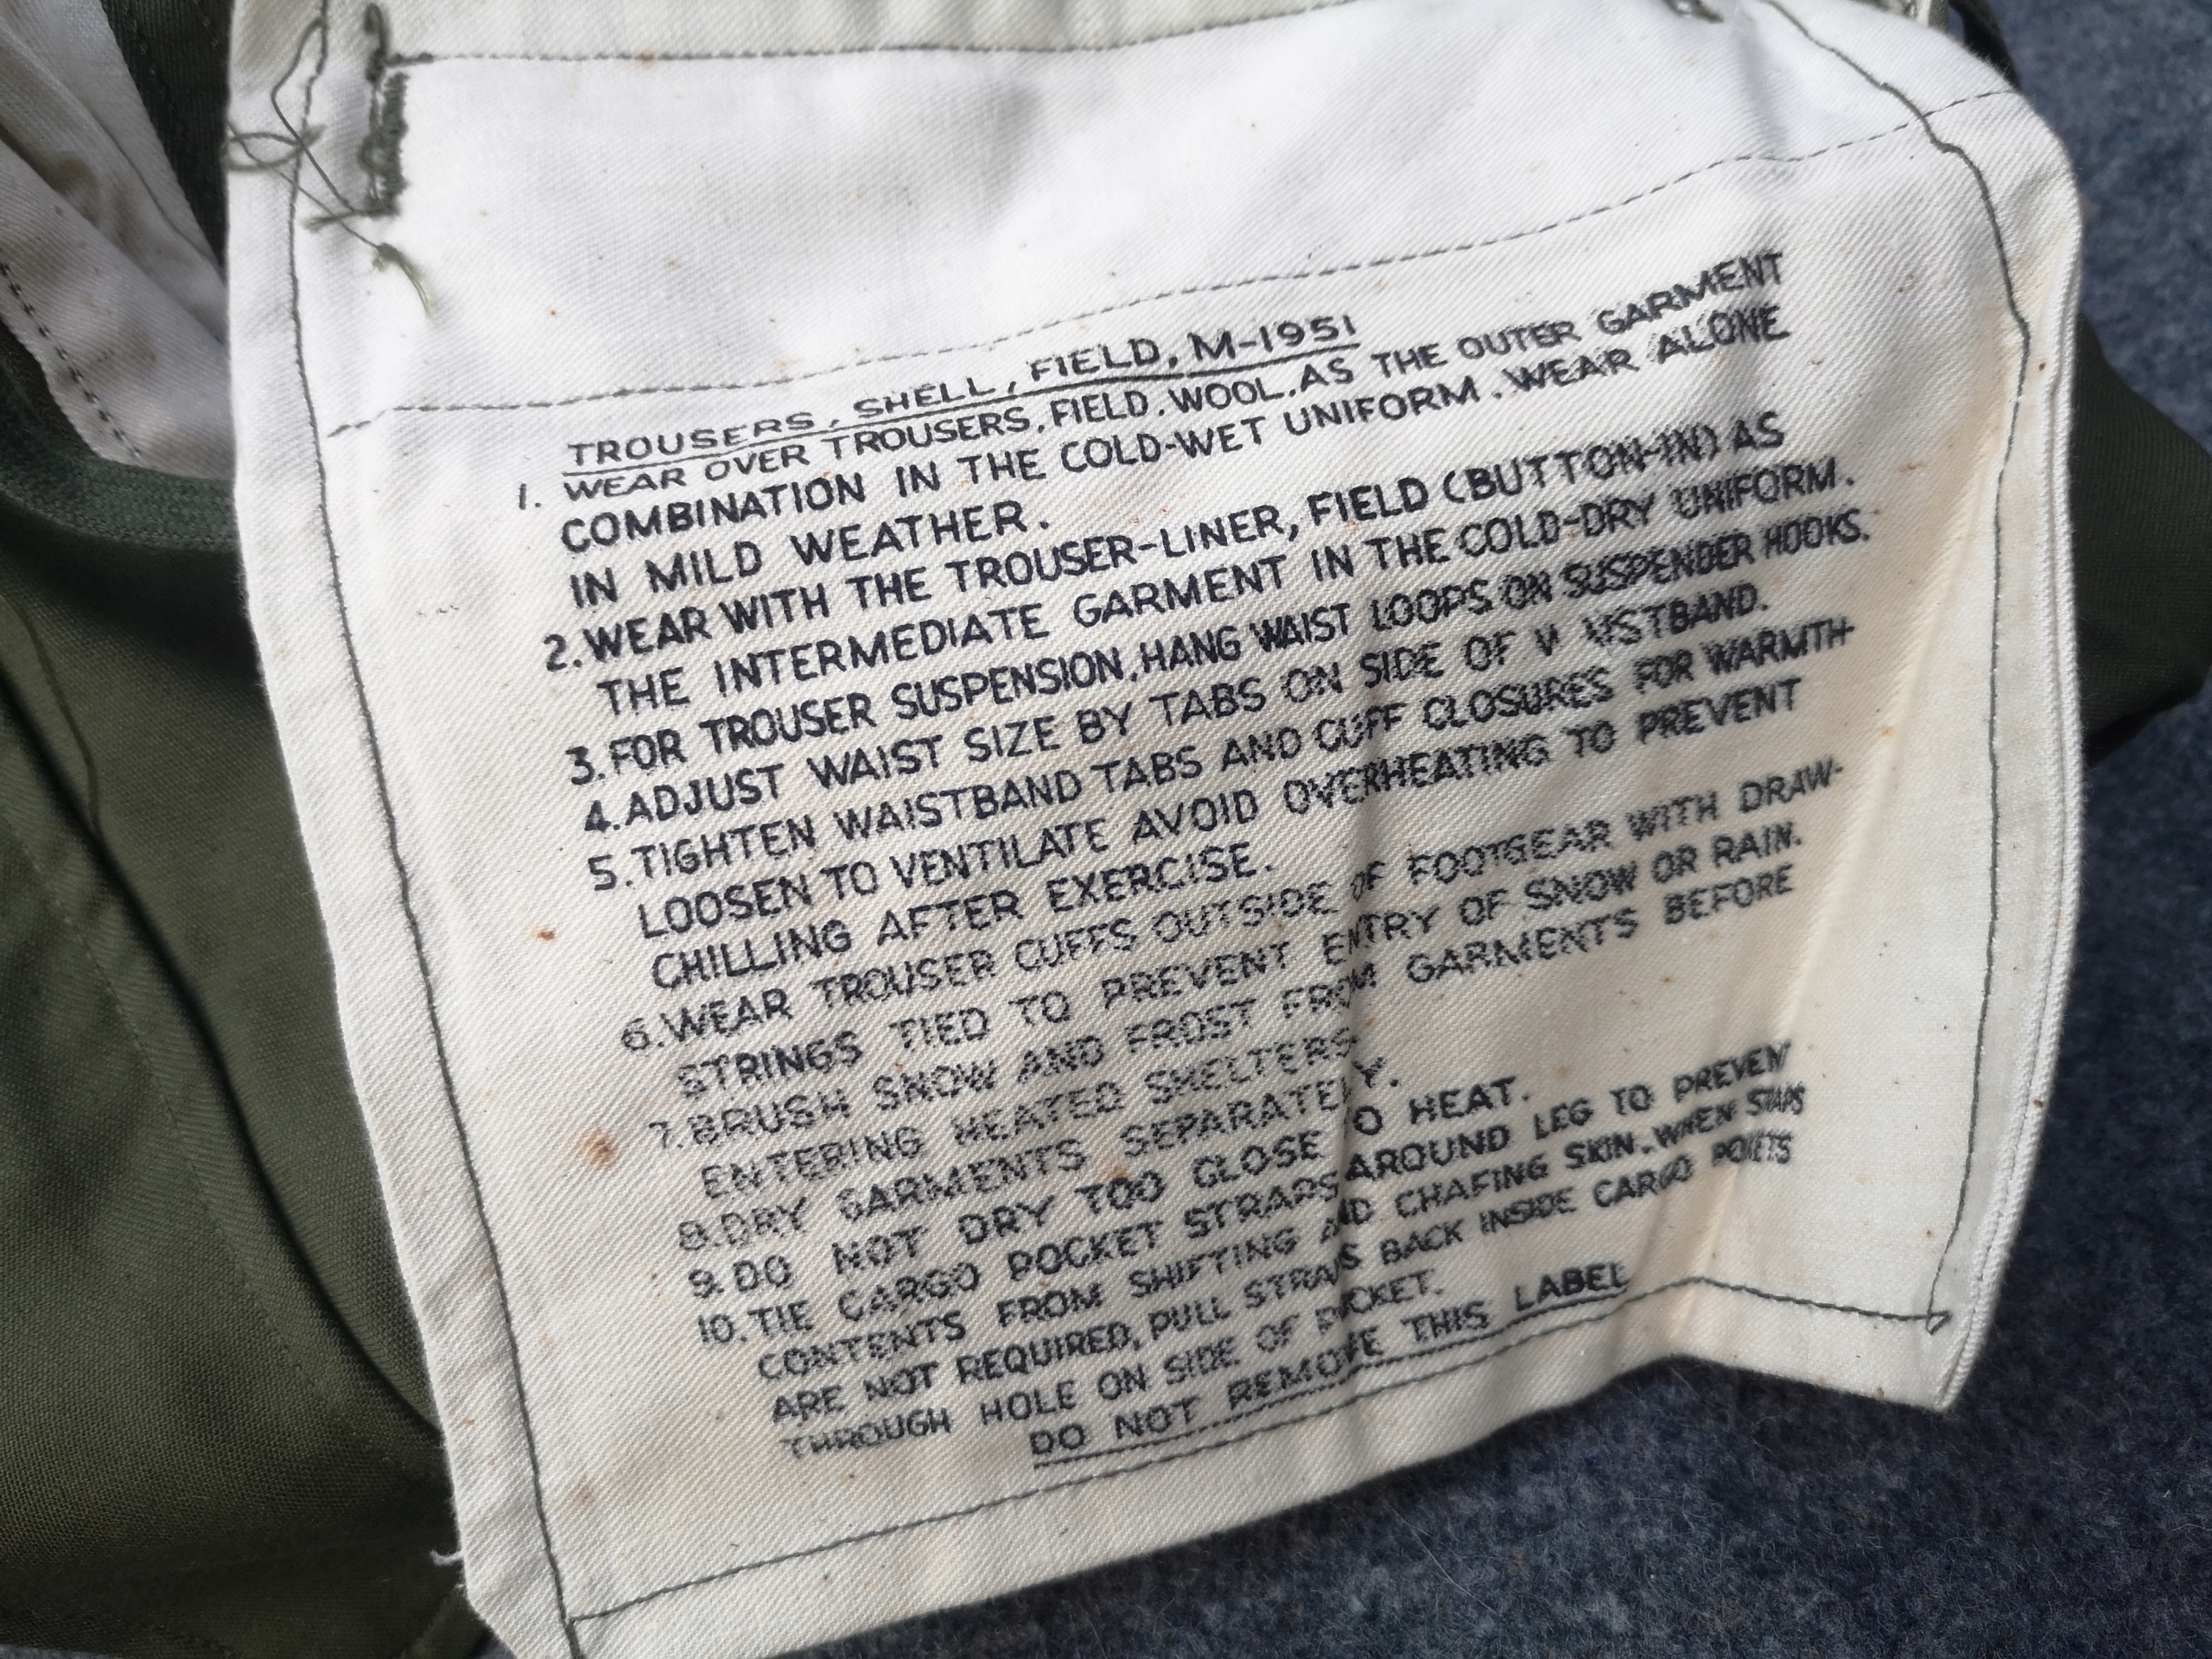 TROUSERS, SHELL, FIELD, M-1951
1. WEAR OVER TROUSERS, FIELD, WOOL, AS THE OUTER GARMENT
COMBINATION IN THE COLD-WET UNIFORM. WEAR ALONE
IN MILD WEATHER.
2. WEAR WITH THE TROUSER-LINER, FIELD (BUTTON-IN) AS
THE INTERMEDIATE GARMENT IN THE COLD-DRY UNIFORM.
3. FOR TROUSER SUSPENSION, HANG WAIST LOOPS ON SUSPENDER HOOKS.
4. ADJUST WAIST SIZE BY TABS ON SIDE OF WAISTBAND.
5. TIGHTEN WAISTBAND TABS AND CUFF CLOSURES FOR WARMTH-
LOOSEN TO VENTILATE AVOID OVERHEATING TO PREVENT
CHILLING AFTER EXERCISE.
6. WEAR TROUSER CUFFS OUTSIDE OF FOOTGEAR WITH DRAW-
STRINGS TIED TO PREVENT ENTRY OF SNOW OR RAIN.
7. BRUSH SNOW AND FROST FROM GARMENTS BEFORE
ENTERING HEATED SHELTERS.
8. DRY GARMENTS SEPARATELY.
9. DO NOT DRY TOO CLOSE TO HEAT.
10. TIE CARGO POCKET STRAPS AROUND LEG TO PREVENT
CONTENTS FROM SHIFTING AND CHAFING SKIN. WHEN STRAPS
ARE NOT REQUIRED, PULL STRAPS BACK INSIDE CARGO POCKETS
THROUGH HOLE ON SIDE OF POCKET.
DO NOT REMOVE THIS LABEL